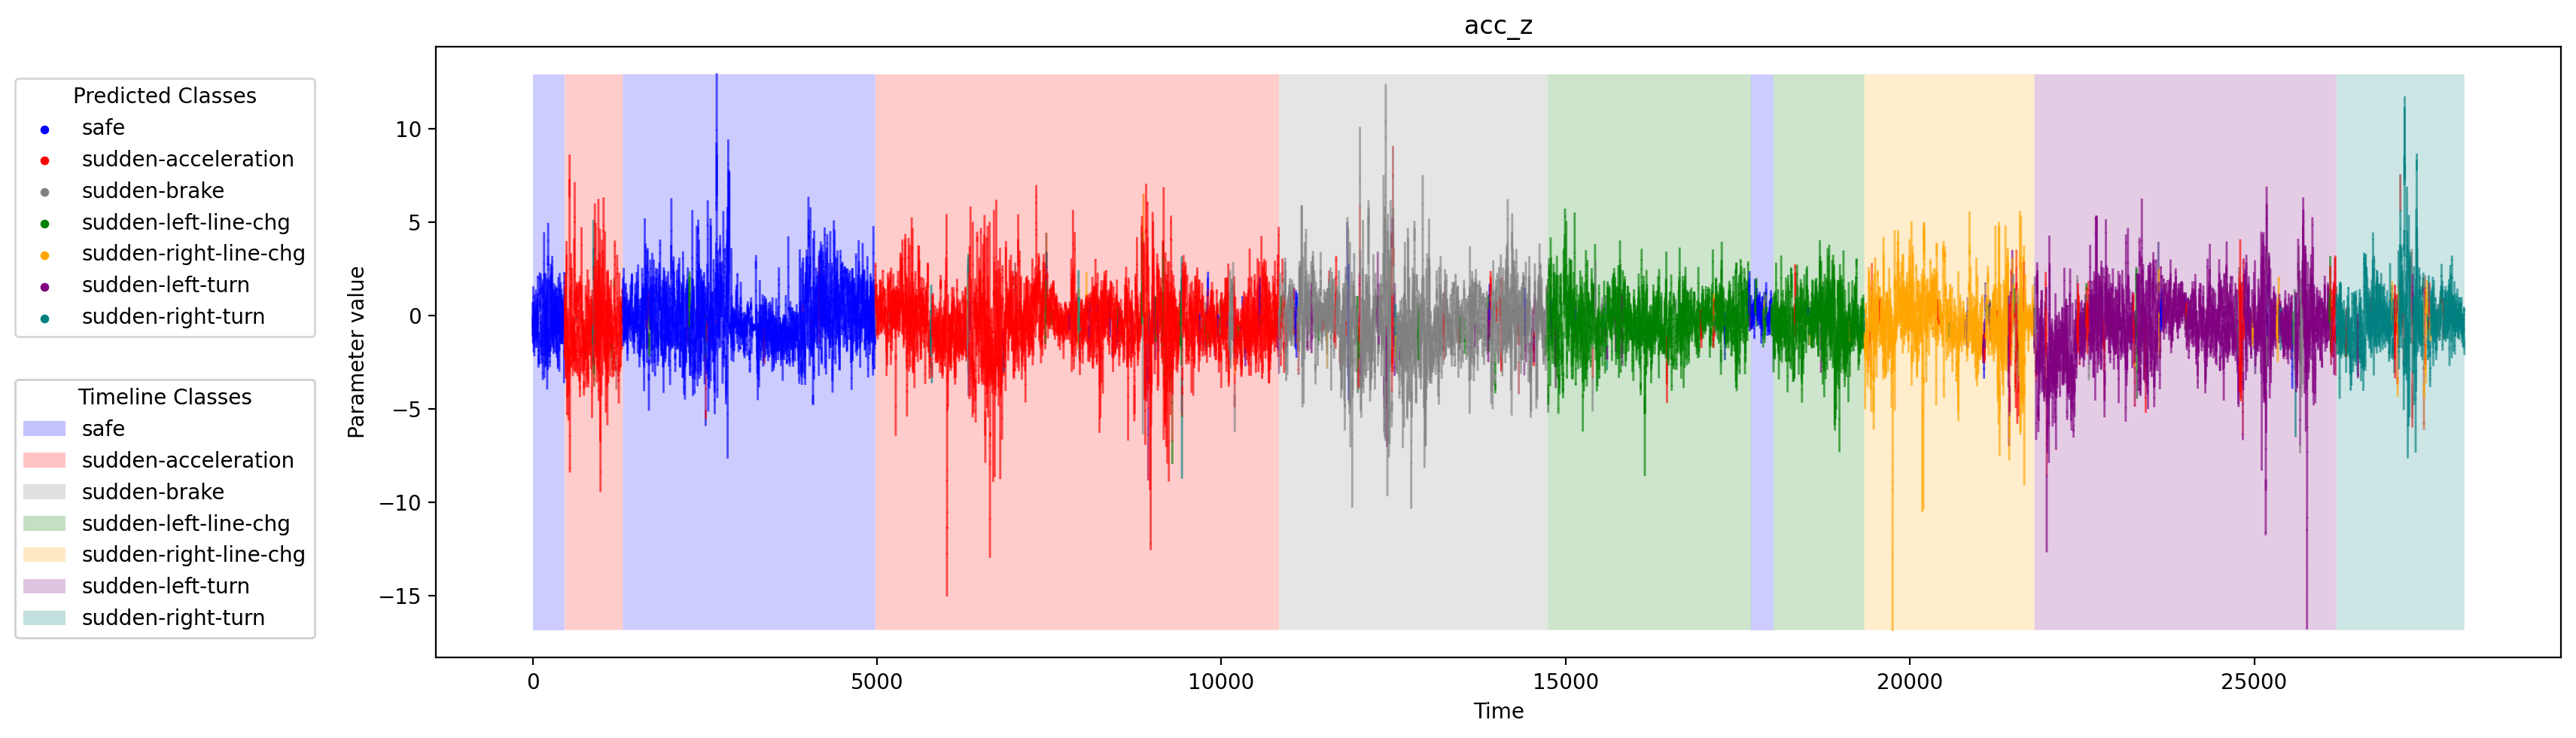 acc_z
Predicted Classes
safe
sudden-acceleration
sudden-brake
sudden-left-line-chg
sudden-right-line-chg
sudden-left-turn
sudden-right-turn
Timeline Classes
safe
sudden-acceleration
sudden-brake
sudden-left-line-chg
sudden-right-line-chg
sudden-left-turn
sudden-right-turn
Parameter value
10
5
0
−5
−10
−15
0 5000 10000 15000 20000 25000
Time